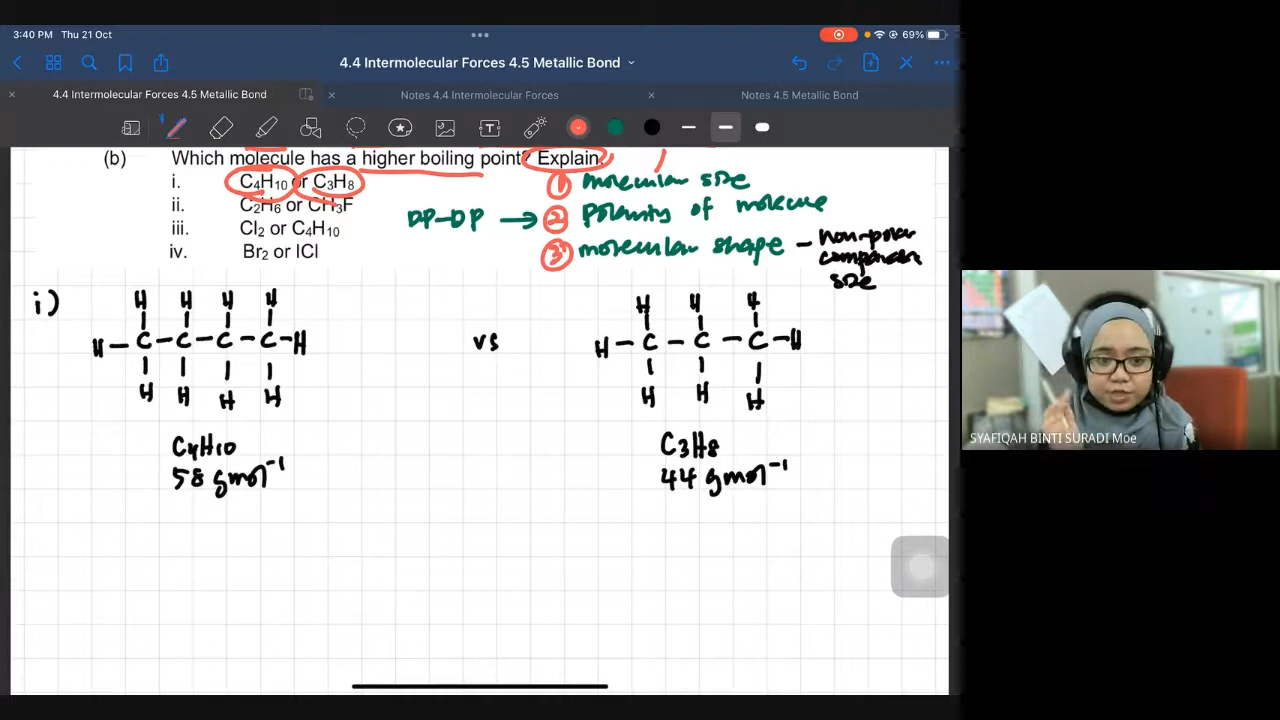 3:40 PM Thu 21 Oct
69%
4.4 Intermolecular Forces 4.5 Metallic Bond
4.4 Intermolecular Forces 4.5 Metallic Bond
Notes 4.4 Intermolecular Forces
Notes 4.5 Metallic Bond
(b) Which molecule has a higher boiling point? Explain.
i. C₄H₁₀ or C₃H₈
① molecular size
ii. C₂H₆ or CH₃F
DP-DP → ② Polarity of molecule
iii. Cl₂ or C₄H₁₀
③ molecular shape - non-polar
comparable
size
iv. Br₂ or ICl
i)
H H H H
H - C - C - C - C - H
H H H H
C4H10
58 gmol⁻¹
vs
H H H
H - C - C - C - H
H H H
C3H8
44 gmol⁻¹
SYAFIQAH BINTI SURADI Moe